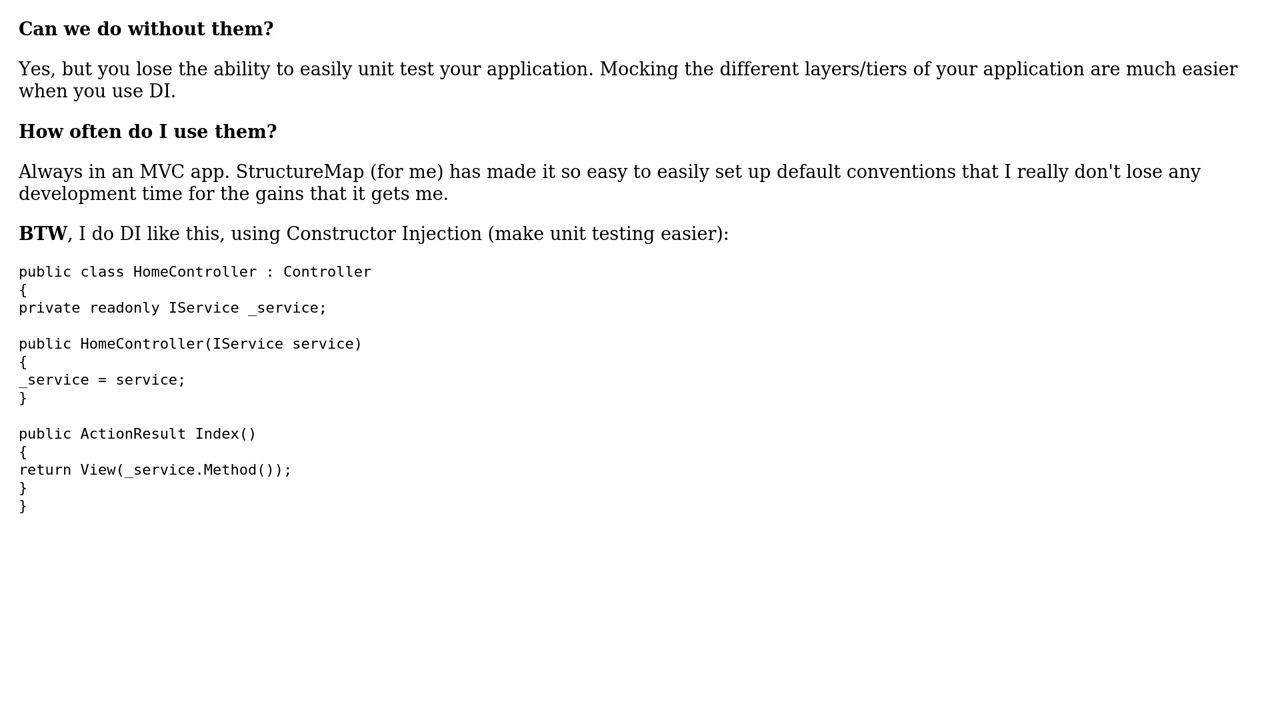 Can we do without them?
Yes, but you lose the ability to easily unit test your application. Mocking the different layers/tiers of your application are much easier
when you use DI.
How often do I use them?
Always in an MVC app. StructureMap (for me) has made it so easy to easily set up default conventions that I really don't lose any
development time for the gains that it gets me.
BTW, I do DI like this, using Constructor Injection (make unit testing easier):
public class HomeController : Controller
{
private readonly IService _service;
public HomeController(IService service)
{
_service = service;
}
public ActionResult Index()
{
return View(_service.Method());
}
}